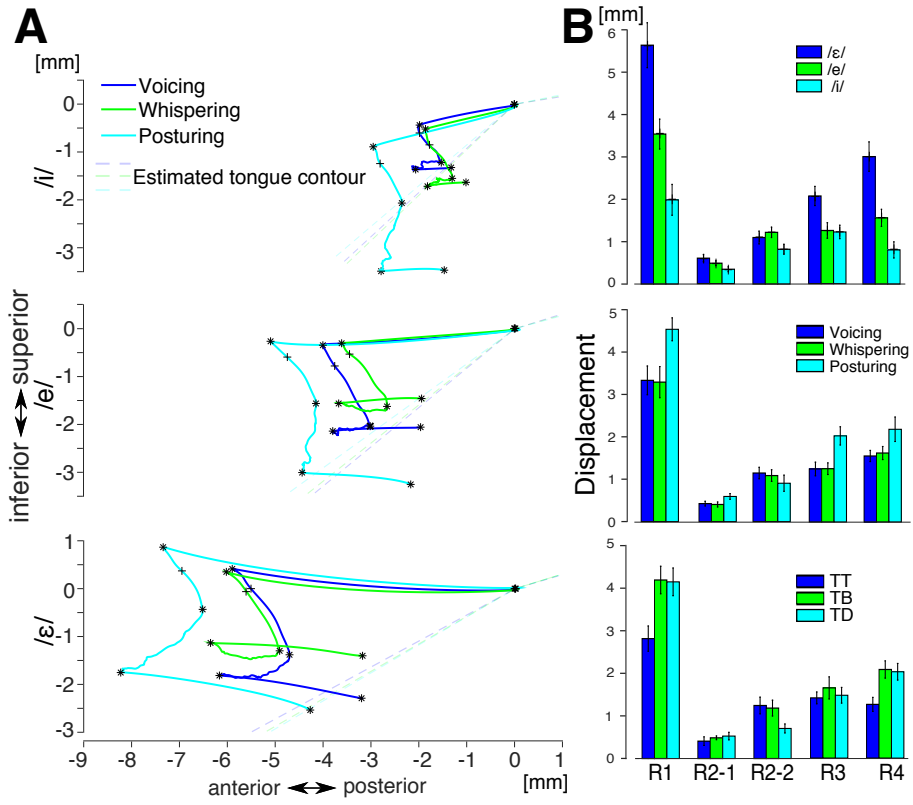 A
[mm]
0
-1
-2
-3
/i/
Voicing
Whispering
Posturing
Estimated tongue contour
0
-1
-2
-3
/e/
inferior superior
1
0
-1
-2
-3
/ε/
-9 -8 -7 -6 -5 -4 -3 -2 -1 0 1
anterior posterior [mm]
B
[mm]
6
5
4
3
2
1
0
/ε/
/e/
/i/
Displacement
5
4
3
2
1
0
Voicing
Whispering
Posturing
5
4
3
2
1
0
TT
TB
TD
R1 R2-1 R2-2 R3 R4